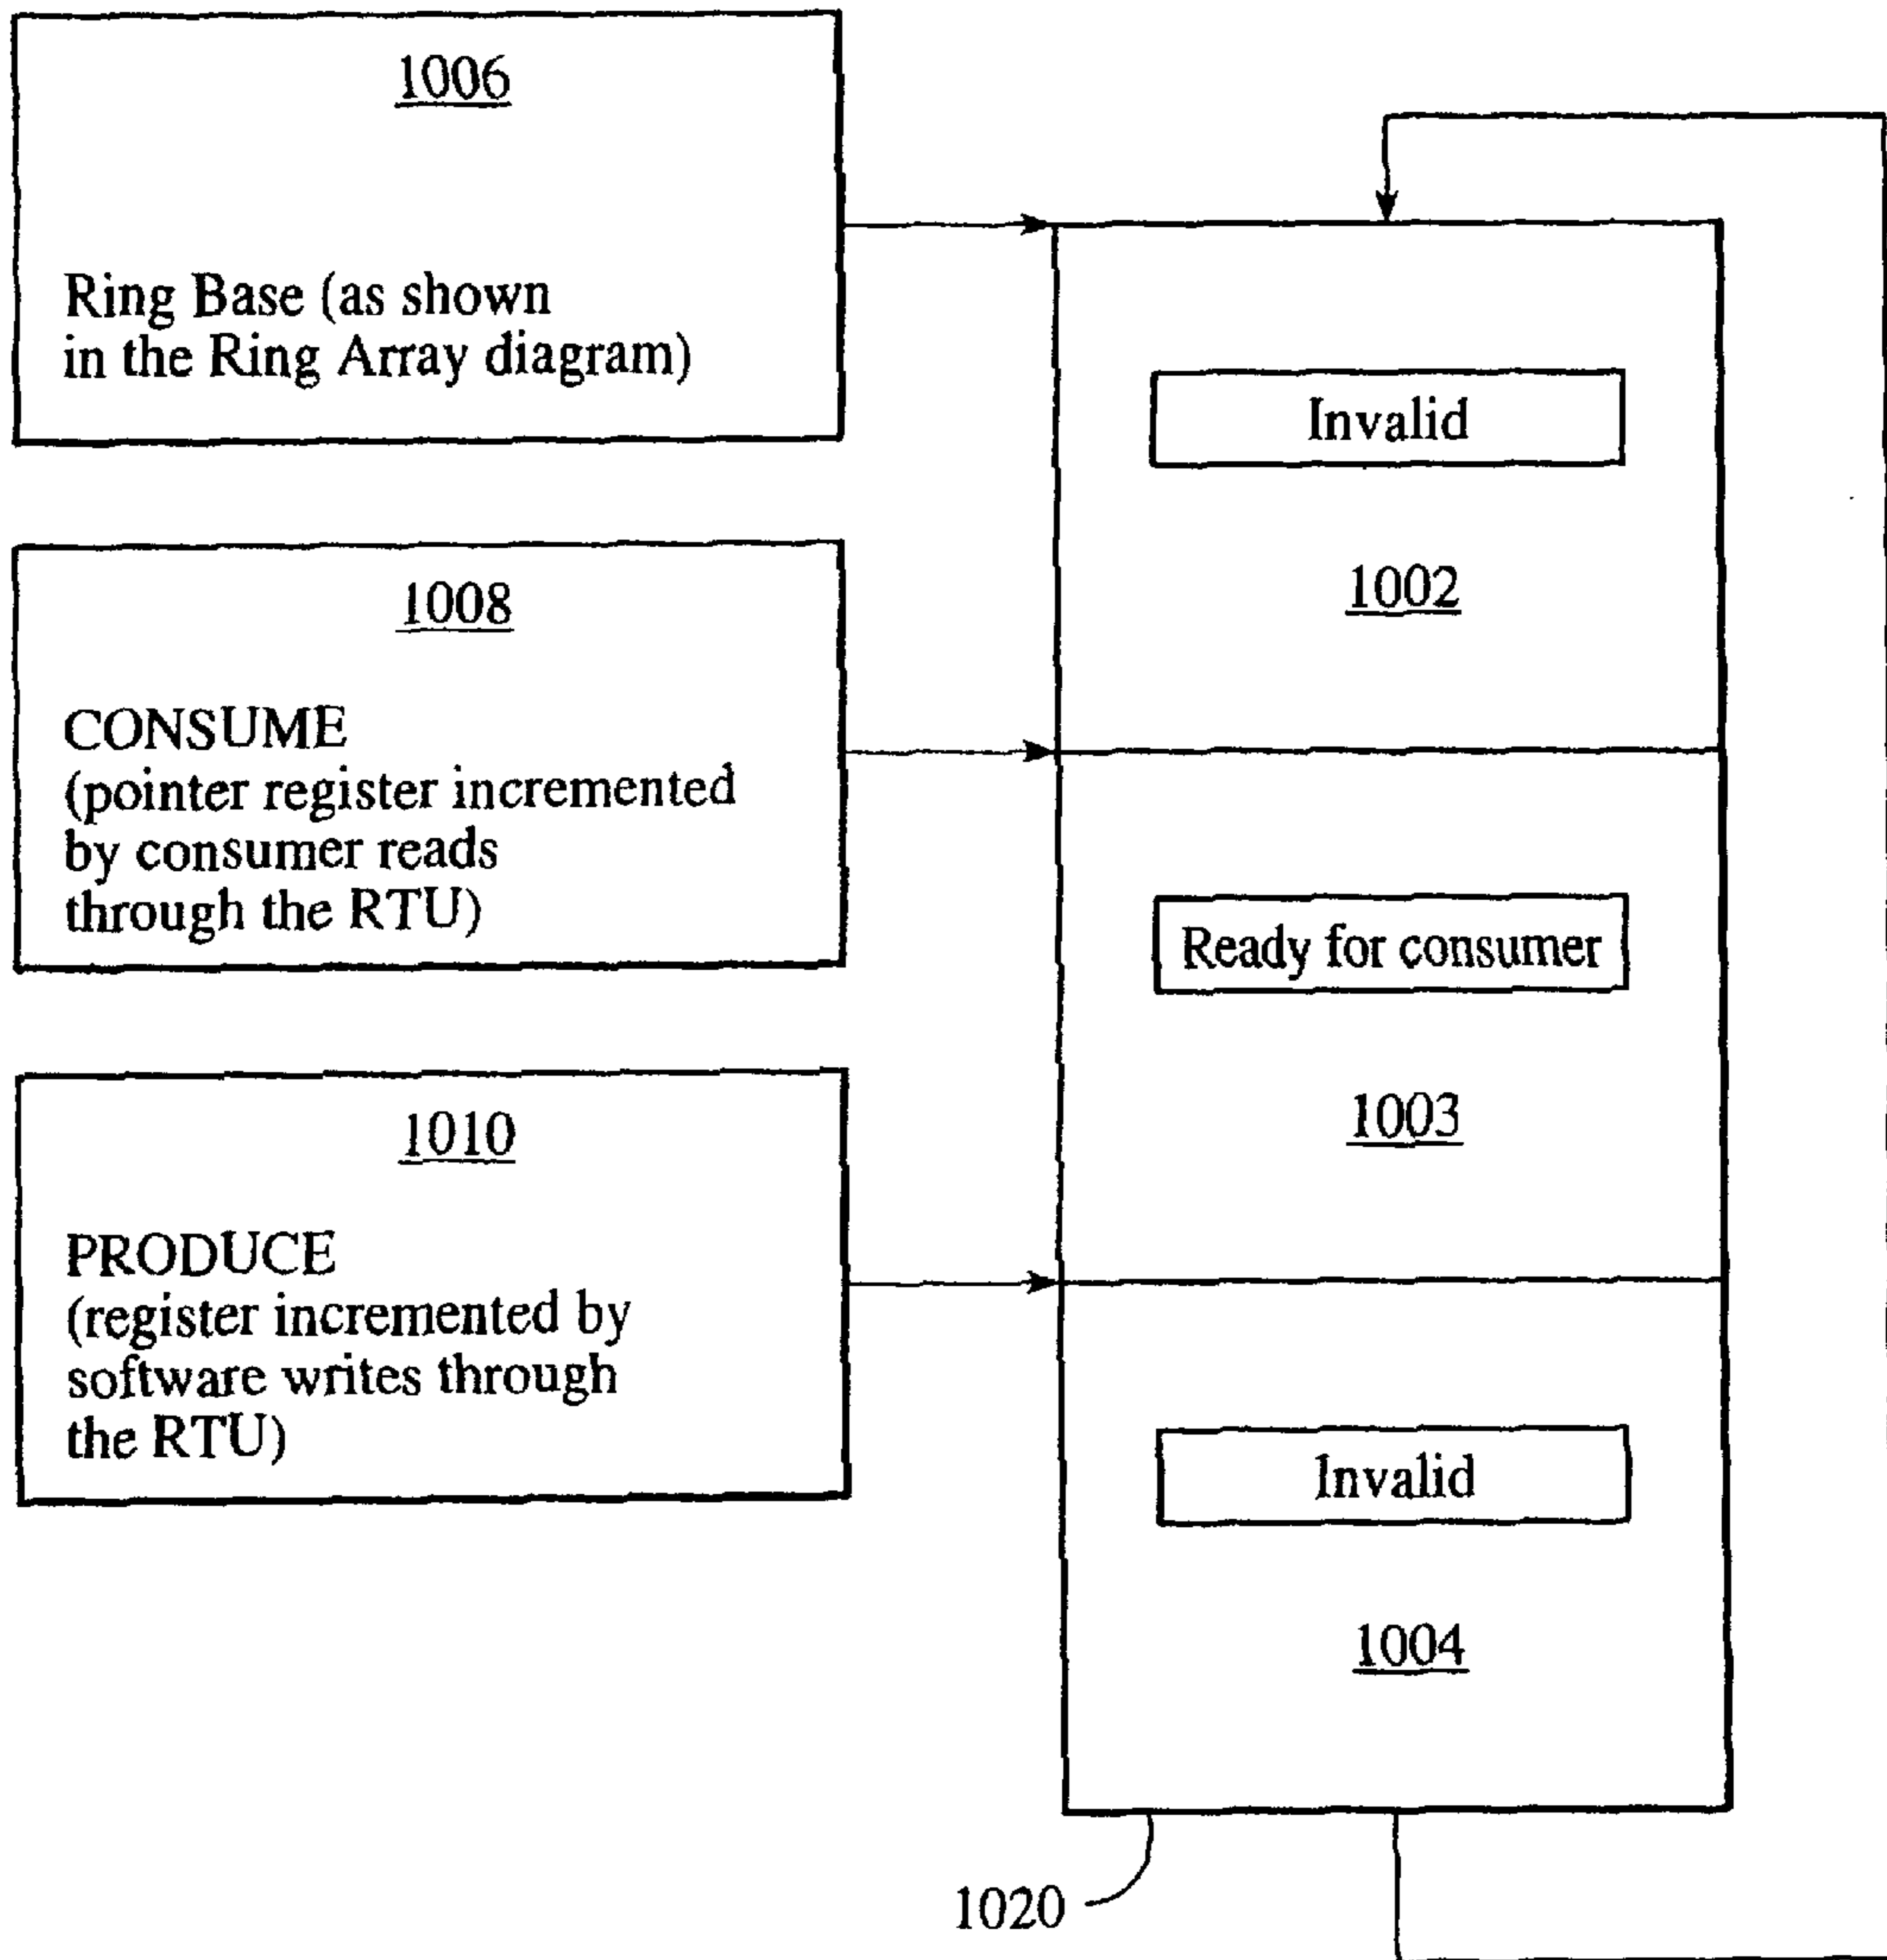 1006
Ring Base (as shown
in the Ring Array diagram)
Invalid
1002
1008
CONSUME
(pointer register incremented
by consumer reads
through the RTU)
Ready for consumer
1003
1010
PRODUCE
(register incremented by
software writes through
the RTU)
Invalid
1004
1020